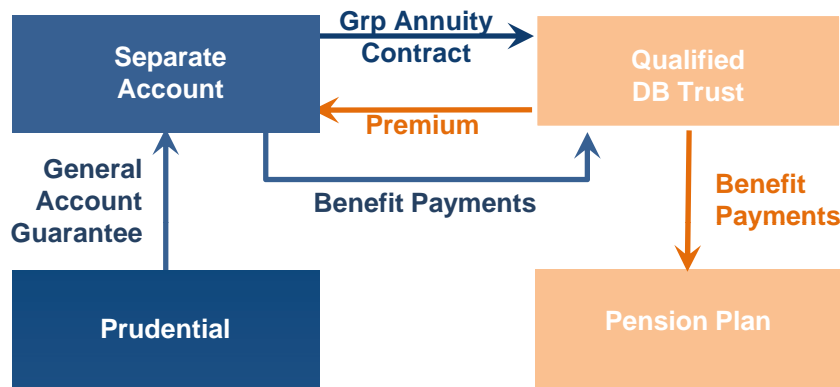 Grp Annuity
Contract
Separate
Account
Qualified
DB Trust
Premium
General
Account
Guarantee
Benefit Payments
Benefit
Payments
Prudential
Pension Plan